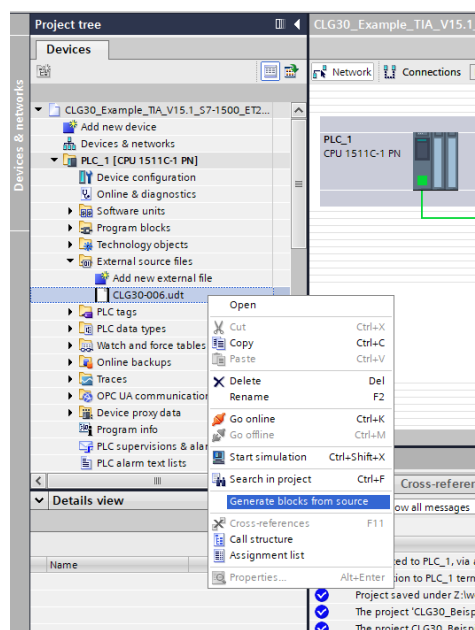 Project tree
CLG30_Example_TIA_V15.1_
Devices
Network
Connections
Devices & networks
CLG30_Example_TIA_V15.1_S7-1500_ET2...
Add new device
Devices & networks
PLC_1 [CPU 1511C-1 PN]
Device configuration
Online & diagnostics
Software units
Program blocks
Technology objects
External source files
Add new external file
CLG30-006.udt
PLC tags
PLC data types
Watch and force tables
Online backups
Traces
OPC UA communication
Device proxy data
Program info
PLC supervisions & alar
PLC alarm text lists
PLC_1
CPU 1511C-1 PN
Open
Cut Ctrl+X
Copy Ctrl+C
Paste Ctrl+V
Delete Del
Rename F2
Go online Ctrl+K
Go offline Ctrl+M
Start simulation Ctrl+Shift+X
Search in project Ctrl+F
Generate blocks from source
Cross-references F11
Call structure
Assignment list
Properties... Alt+Enter
Details view
Name
Cross-referen
ow all messages
ted to PLC_1, via a
tion to PLC_1 term
Project saved under Z:\w
The project 'CLG30_Beisp
The project CLG30_Beisp